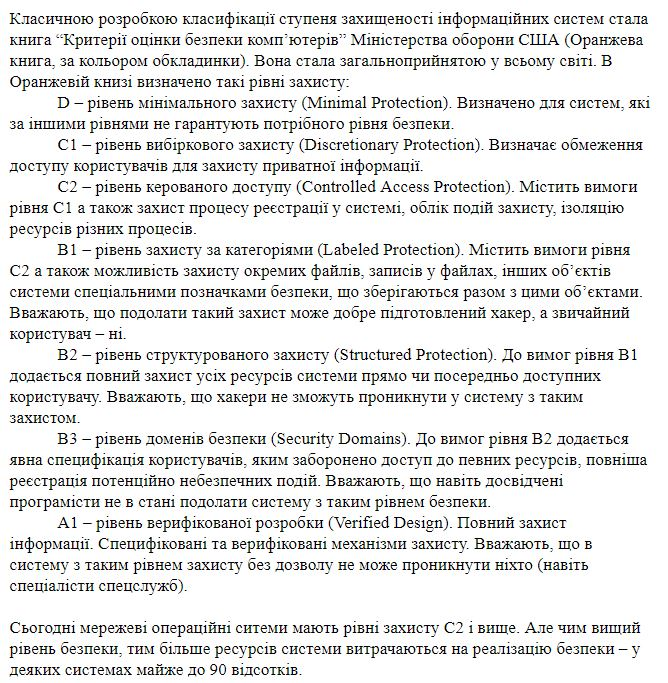 Класичною розробкою класифікації ступеня захищеності інформаційних систем стала
книга “Критерії оцінки безпеки комп’ютерів” Міністерства оборони США (Оранжева
книга, за кольором обкладинки). Вона стала загальноприйнятою у всьому світі. В
Оранжевій книзі визначено такі рівні захисту:
D – рівень мінімального захисту (Minimal Protection). Визначено для систем, які
за іншими рівнями не гарантують потрібного рівня безпеки.
C1 – рівень вибіркового захисту (Discretionary Protection). Визначає обмеження
доступу користувачів для захисту приватної інформації.
C2 – рівень керованого доступу (Controlled Access Protection). Містить вимоги
рівня C1 а також захист процесу реєстрації у системі, облік подій захисту, ізоляцію
ресурсів різних процесів.
B1 – рівень захисту за категоріями (Labeled Protection). Містить вимоги рівня
C2 а також можливість захисту окремих файлів, записів у файлах, інших об’єктів
системи спеціальними позначками безпеки, що зберігаються разом з цими об’єктами.
Вважають, що подолати такий захист може добре підготовлений хакер, а звичайний
користувач – ні.
B2 – рівень структурованого захисту (Structured Protection). До вимог рівня B1
додається повний захист усіх ресурсів системи прямо чи посередньо доступних
користувачу. Вважають, що хакери не зможуть проникнути у систему з таким
захистом.
B3 – рівень доменів безпеки (Security Domains). До вимог рівня B2 додається
явна специфікація користувачів, яким заборонено доступ до певних ресурсів, повніша
реєстрація потенційно небезпечних подій. Вважають, що навіть досвідчені
програмісти не в стані подолати систему з таким рівнем безпеки.
A1 – рівень верифікованої розробки (Verified Design). Повний захист
інформації. Специфіковані та верифіковані механізми захисту. Вважають, що в
систему з таким рівнем захисту без дозволу не може проникнути ніхто (навіть
спеціалісти спецслужб).
Сьогодні мережеві операційні ситеми мають рівні захисту C2 і вище. Але чим вищий
рівень безпеки, тим більше ресурсів системи витрачаються на реалізацію безпеки – у
деяких системах майже до 90 відсотків.